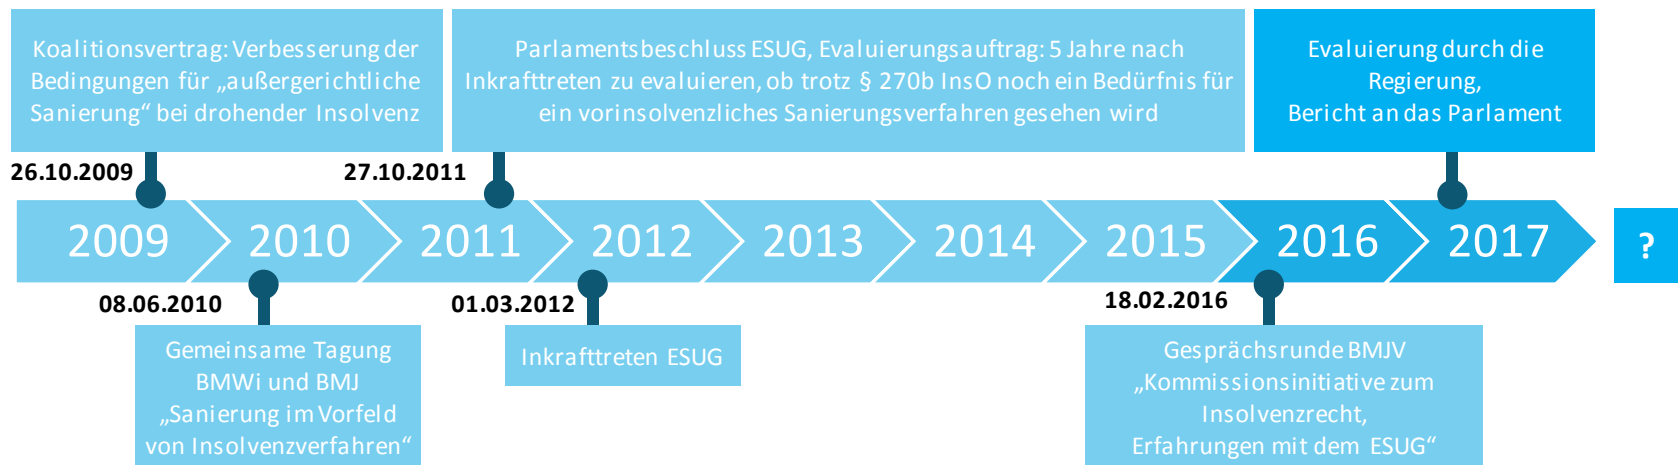 Koalitionsvertrag: Verbesserung der
Bedingungen für „außergerichtliche
Sanierung“ bei drohender Insolvenz
Parlamentsbeschluss ESUG, Evaluierungsauftrag: 5 Jahre nach
Inkrafttreten zu evaluieren, ob trotz § 270b InsO noch ein Bedürfnis für
ein vorinsolvenzliches Sanierungsverfahren gesehen wird
Evaluierung durch die
Regierung,
Bericht an das Parlament
26.10.2009
27.10.2011
2009
2010
2011
2012
2013
2014
2015
2016
2017
?
08.06.2010
01.03.2012
18.02.2016
Gemeinsame Tagung
BMWi und BMJ
„Sanierung im Vorfeld
von Insolvenzverfahren“
Inkrafttreten ESUG
Gesprächsrunde BMJV
„Kommissionsinitiative zum
Insolvenzrecht,
Erfahrungen mit dem ESUG“